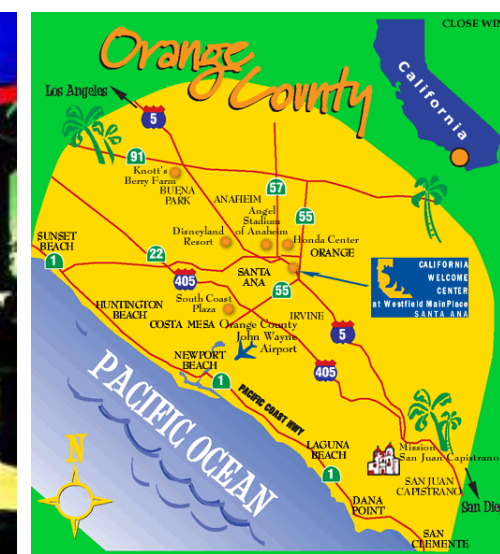 CLOSE WIN
Orange
County
California
Los Angeles
5
91
Knott's
Berry Farm
BUENA
PARK
57
55
ANAHEIM
Angel
Stadium
of Anaheim
Disneyland
Resort
Honda Center
ORANGE
SUNSET
BEACH
1
22
405
SANTA
ANA
55
CALIFORNIA
WELCOME
CENTER
at Westfield MainPlace
SANTA ANA
HUNTINGTON
BEACH
South Coast
Plaza
COSTA MESA
IRVINE
Orange County
John Wayne
Airport
5
NEWPORT
BEACH
405
1
PACIFIC COAST HWY
PACIFIC OCEAN
LAGUNA
BEACH
1
Mission
San Juan Capistrano
SAN JUAN
CAPISTRANO
DANA
POINT
San Die
SAN
CLEMENTE
N